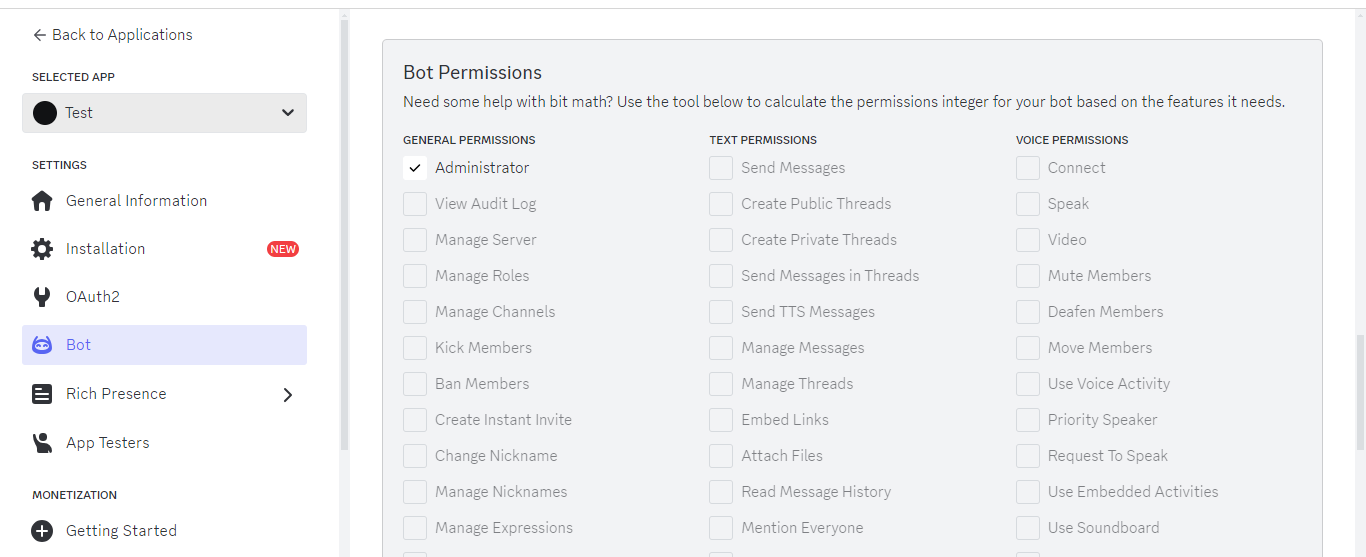 Back to Applications
SELECTED APP
Test
SETTINGS
General Information
Installation NEW
OAuth2
Bot
Rich Presence
App Testers
MONETIZATION
Getting Started
Bot Permissions
Need some help with bit math? Use the tool below to calculate the permissions integer for your bot based on the features it needs.
GENERAL PERMISSIONS
Administrator
View Audit Log
Manage Server
Manage Roles
Manage Channels
Kick Members
Ban Members
Create Instant Invite
Change Nickname
Manage Nicknames
Manage Expressions
TEXT PERMISSIONS
Send Messages
Create Public Threads
Create Private Threads
Send Messages in Threads
Send TTS Messages
Manage Messages
Manage Threads
Embed Links
Attach Files
Read Message History
Mention Everyone
VOICE PERMISSIONS
Connect
Speak
Video
Mute Members
Deafen Members
Move Members
Use Voice Activity
Priority Speaker
Request To Speak
Use Embedded Activities
Use Soundboard